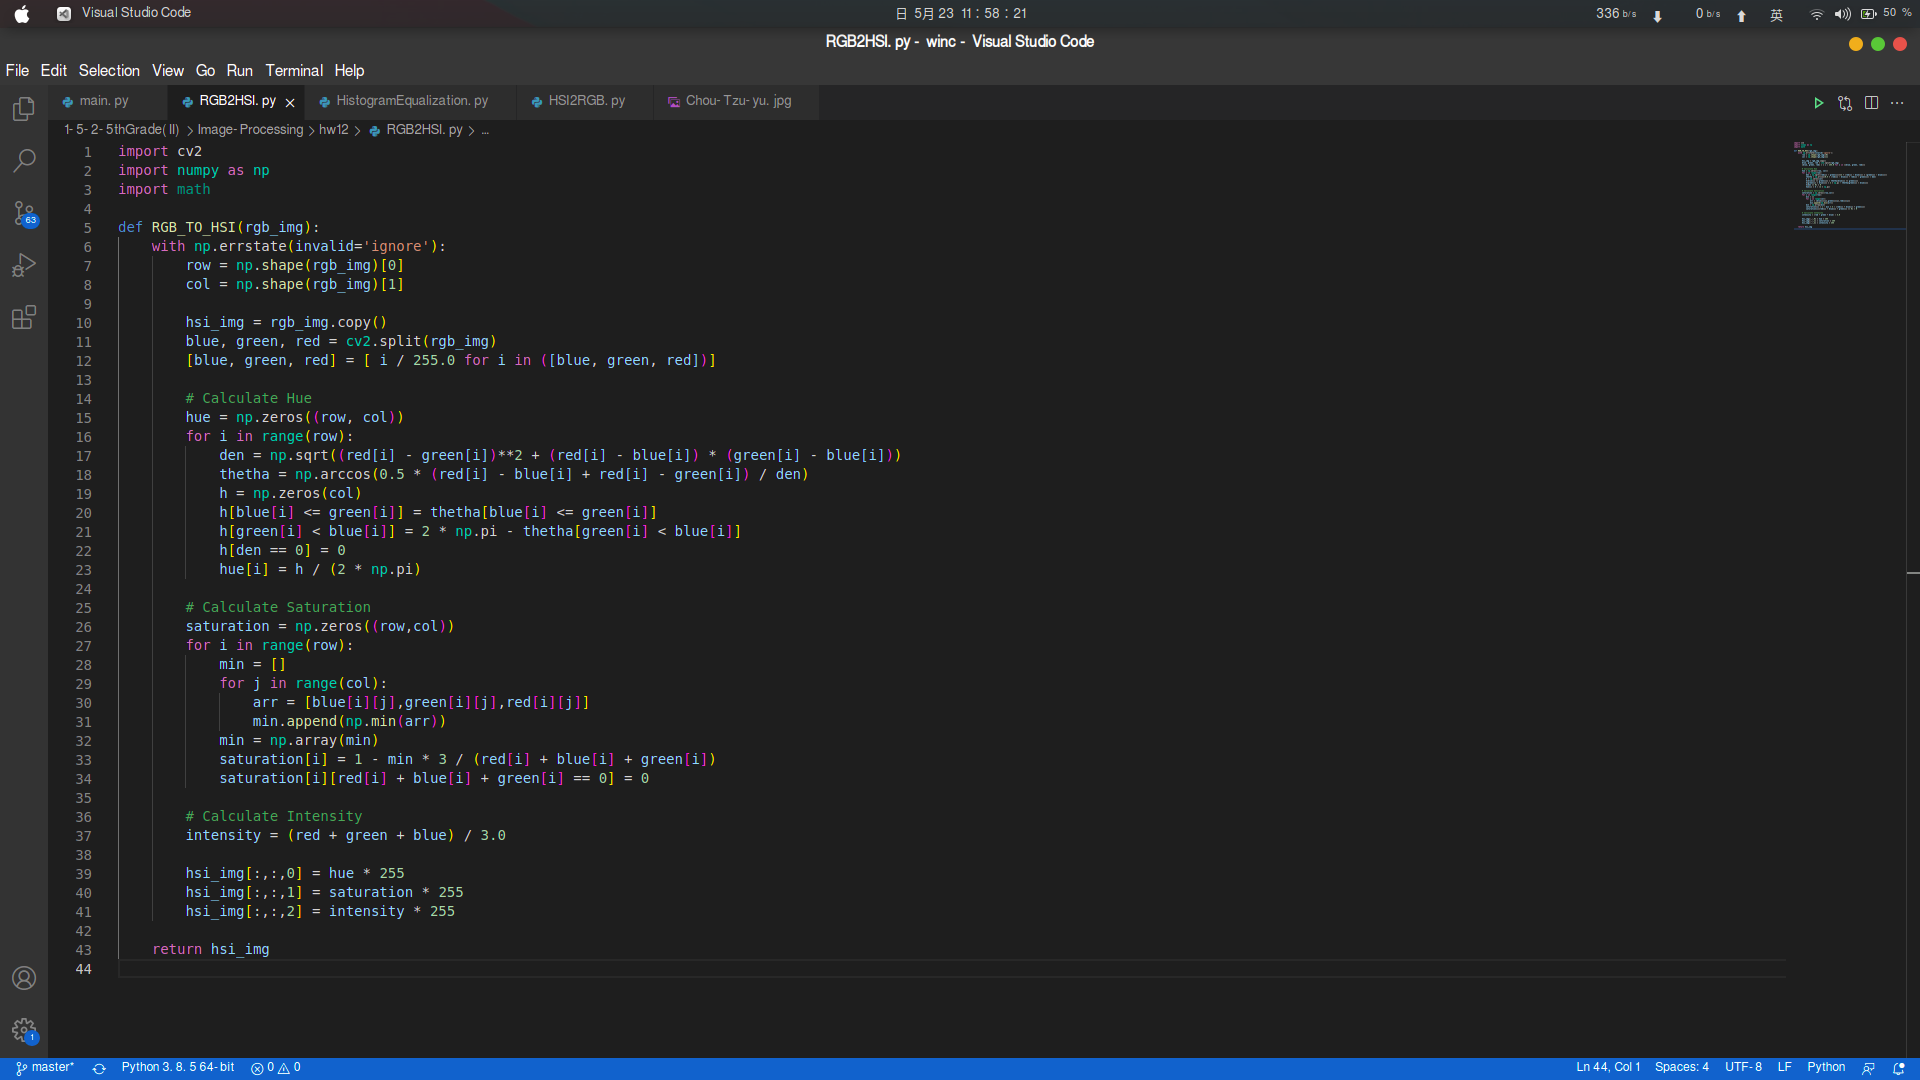 Visual Studio Code
日 5月 23 11 : 58 : 21
336 b/s 0 b/s 英 50 %
RGB2HSI. py - winc - Visual Studio Code
File Edit Selection View Go Run Terminal Help
main. py RGB2HSI. py HistogramEqualization. py HSI2RGB. py Chou- Tzu- yu. jpg
1- 5- 2- 5thGrade( II) > Image- Processing > hw12 > RGB2HSI. py > ...
1 import cv2
2 import numpy as np
3 import math
4
5 def RGB_TO_HSI(rgb_img):
6 with np.errstate(invalid='ignore'):
7 row = np.shape(rgb_img)[0]
8 col = np.shape(rgb_img)[1]
9
10 hsi_img = rgb_img.copy()
11 blue, green, red = cv2.split(rgb_img)
12 [blue, green, red] = [ i / 255.0 for i in ([blue, green, red])]
13
14 # Calculate Hue
15 hue = np.zeros((row, col))
16 for i in range(row):
17 den = np.sqrt((red[i] - green[i])**2 + (red[i] - blue[i]) * (green[i] - blue[i]))
18 thetha = np.arccos(0.5 * (red[i] - blue[i] + red[i] - green[i]) / den)
19 h = np.zeros(col)
20 h[blue[i] <= green[i]] = thetha[blue[i] <= green[i]]
21 h[green[i] < blue[i]] = 2 * np.pi - thetha[green[i] < blue[i]]
22 h[den == 0] = 0
23 hue[i] = h / (2 * np.pi)
24
25 # Calculate Saturation
26 saturation = np.zeros((row,col))
27 for i in range(row):
28 min = []
29 for j in range(col):
30 arr = [blue[i][j],green[i][j],red[i][j]]
31 min.append(np.min(arr))
32 min = np.array(min)
33 saturation[i] = 1 - min * 3 / (red[i] + blue[i] + green[i])
34 saturation[i][red[i] + blue[i] + green[i] == 0] = 0
35
36 # Calculate Intensity
37 intensity = (red + green + blue) / 3.0
38
39 hsi_img[:,:,0] = hue * 255
40 hsi_img[:,:,1] = saturation * 255
41 hsi_img[:,:,2] = intensity * 255
42
43 return hsi_img
44
63
1
master* Python 3. 8. 5 64- bit 0 0 Ln 44, Col 1 Spaces: 4 UTF- 8 LF Python